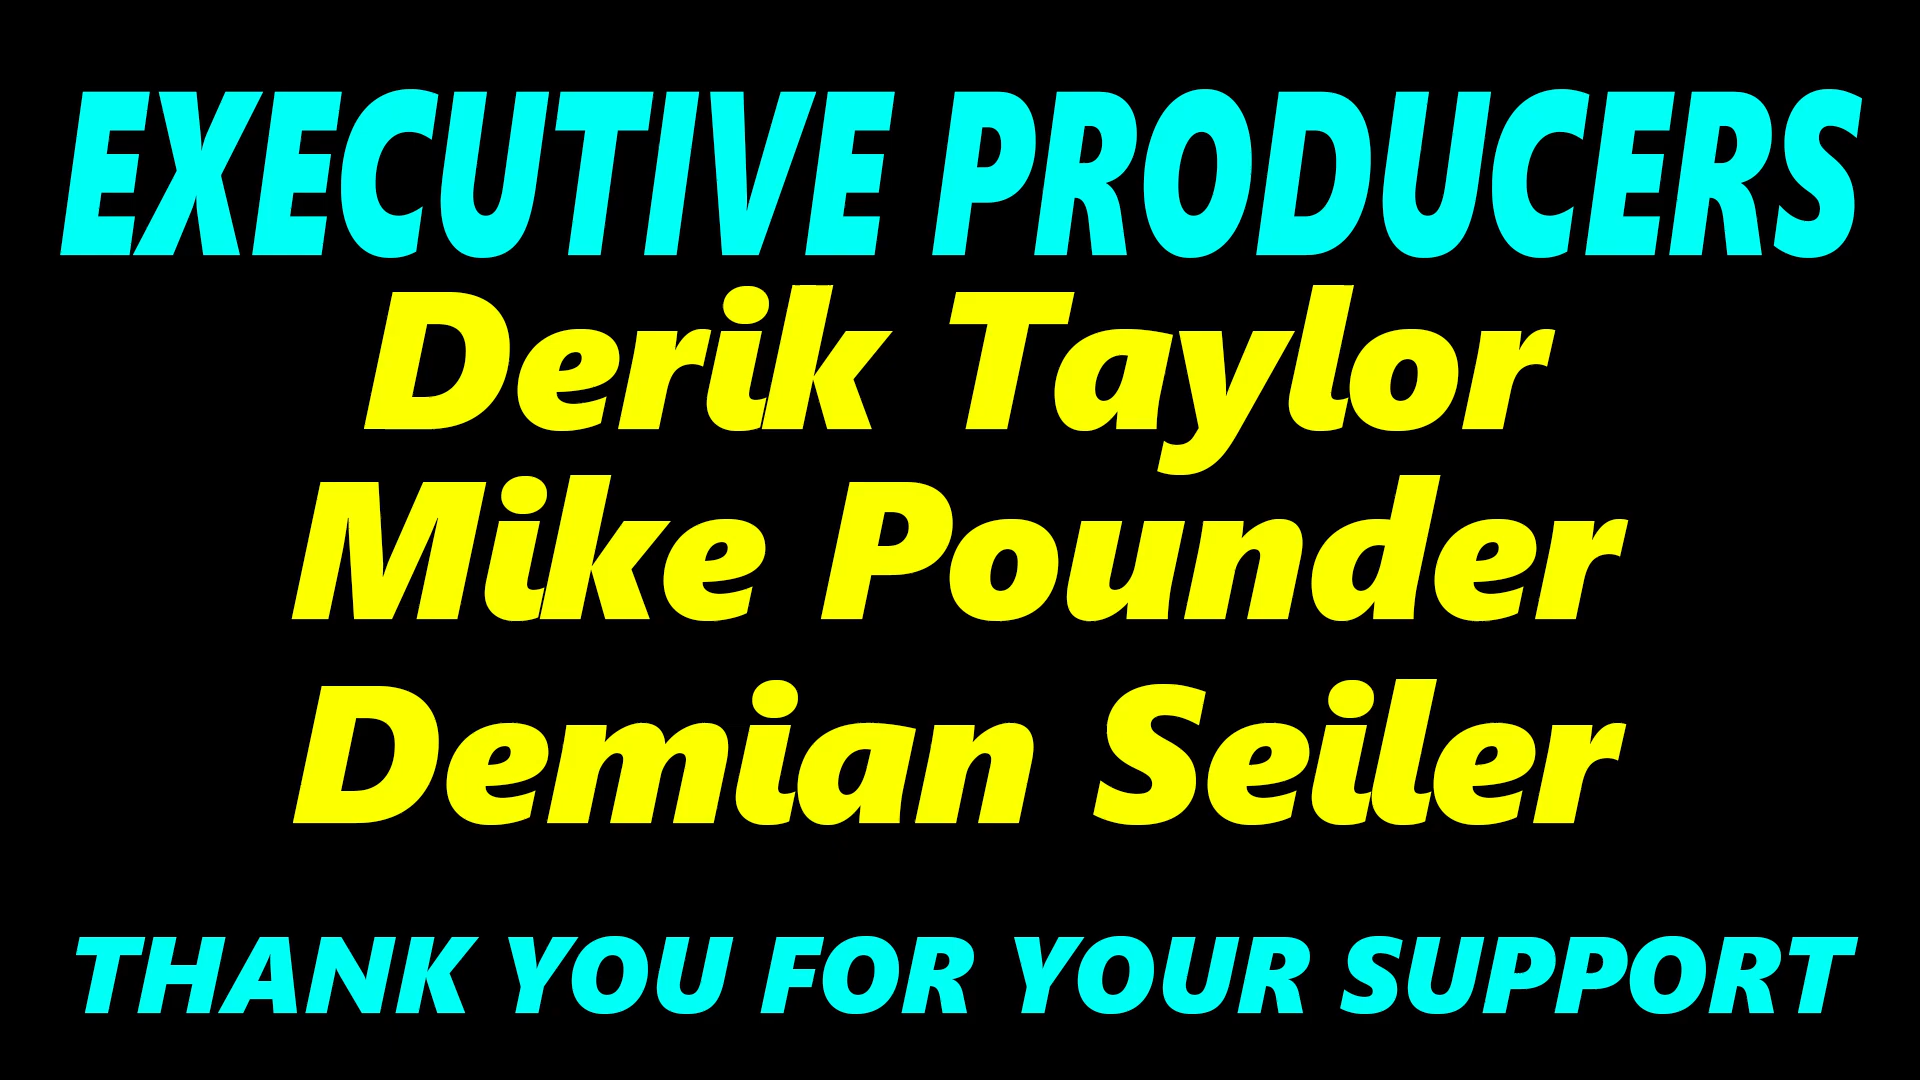 EXECUTIVE PRODUCERS
Derik Taylor
Mike Pounder
Demian Seiler
THANK YOU FOR YOUR SUPPORT